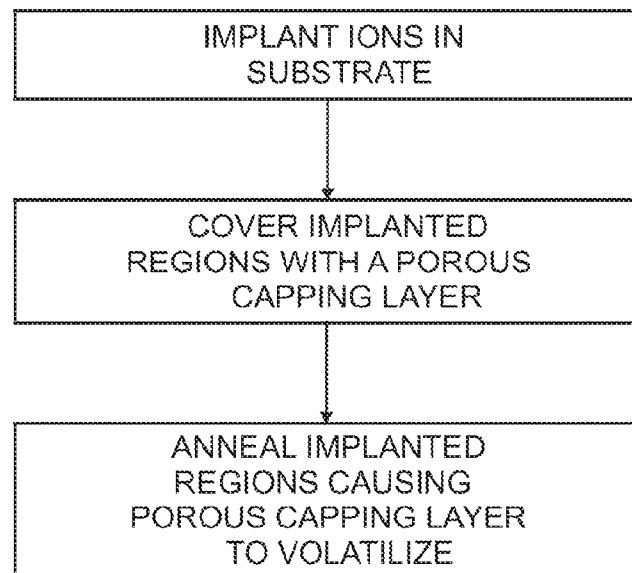 IMPLANT IONS IN
SUBSTRATE
COVER IMPLANTED
REGIONS WITH A POROUS
CAPPING LAYER
ANNEAL IMPLANTED
REGIONS CAUSING
POROUS CAPPING LAYER
TO VOLATILIZE